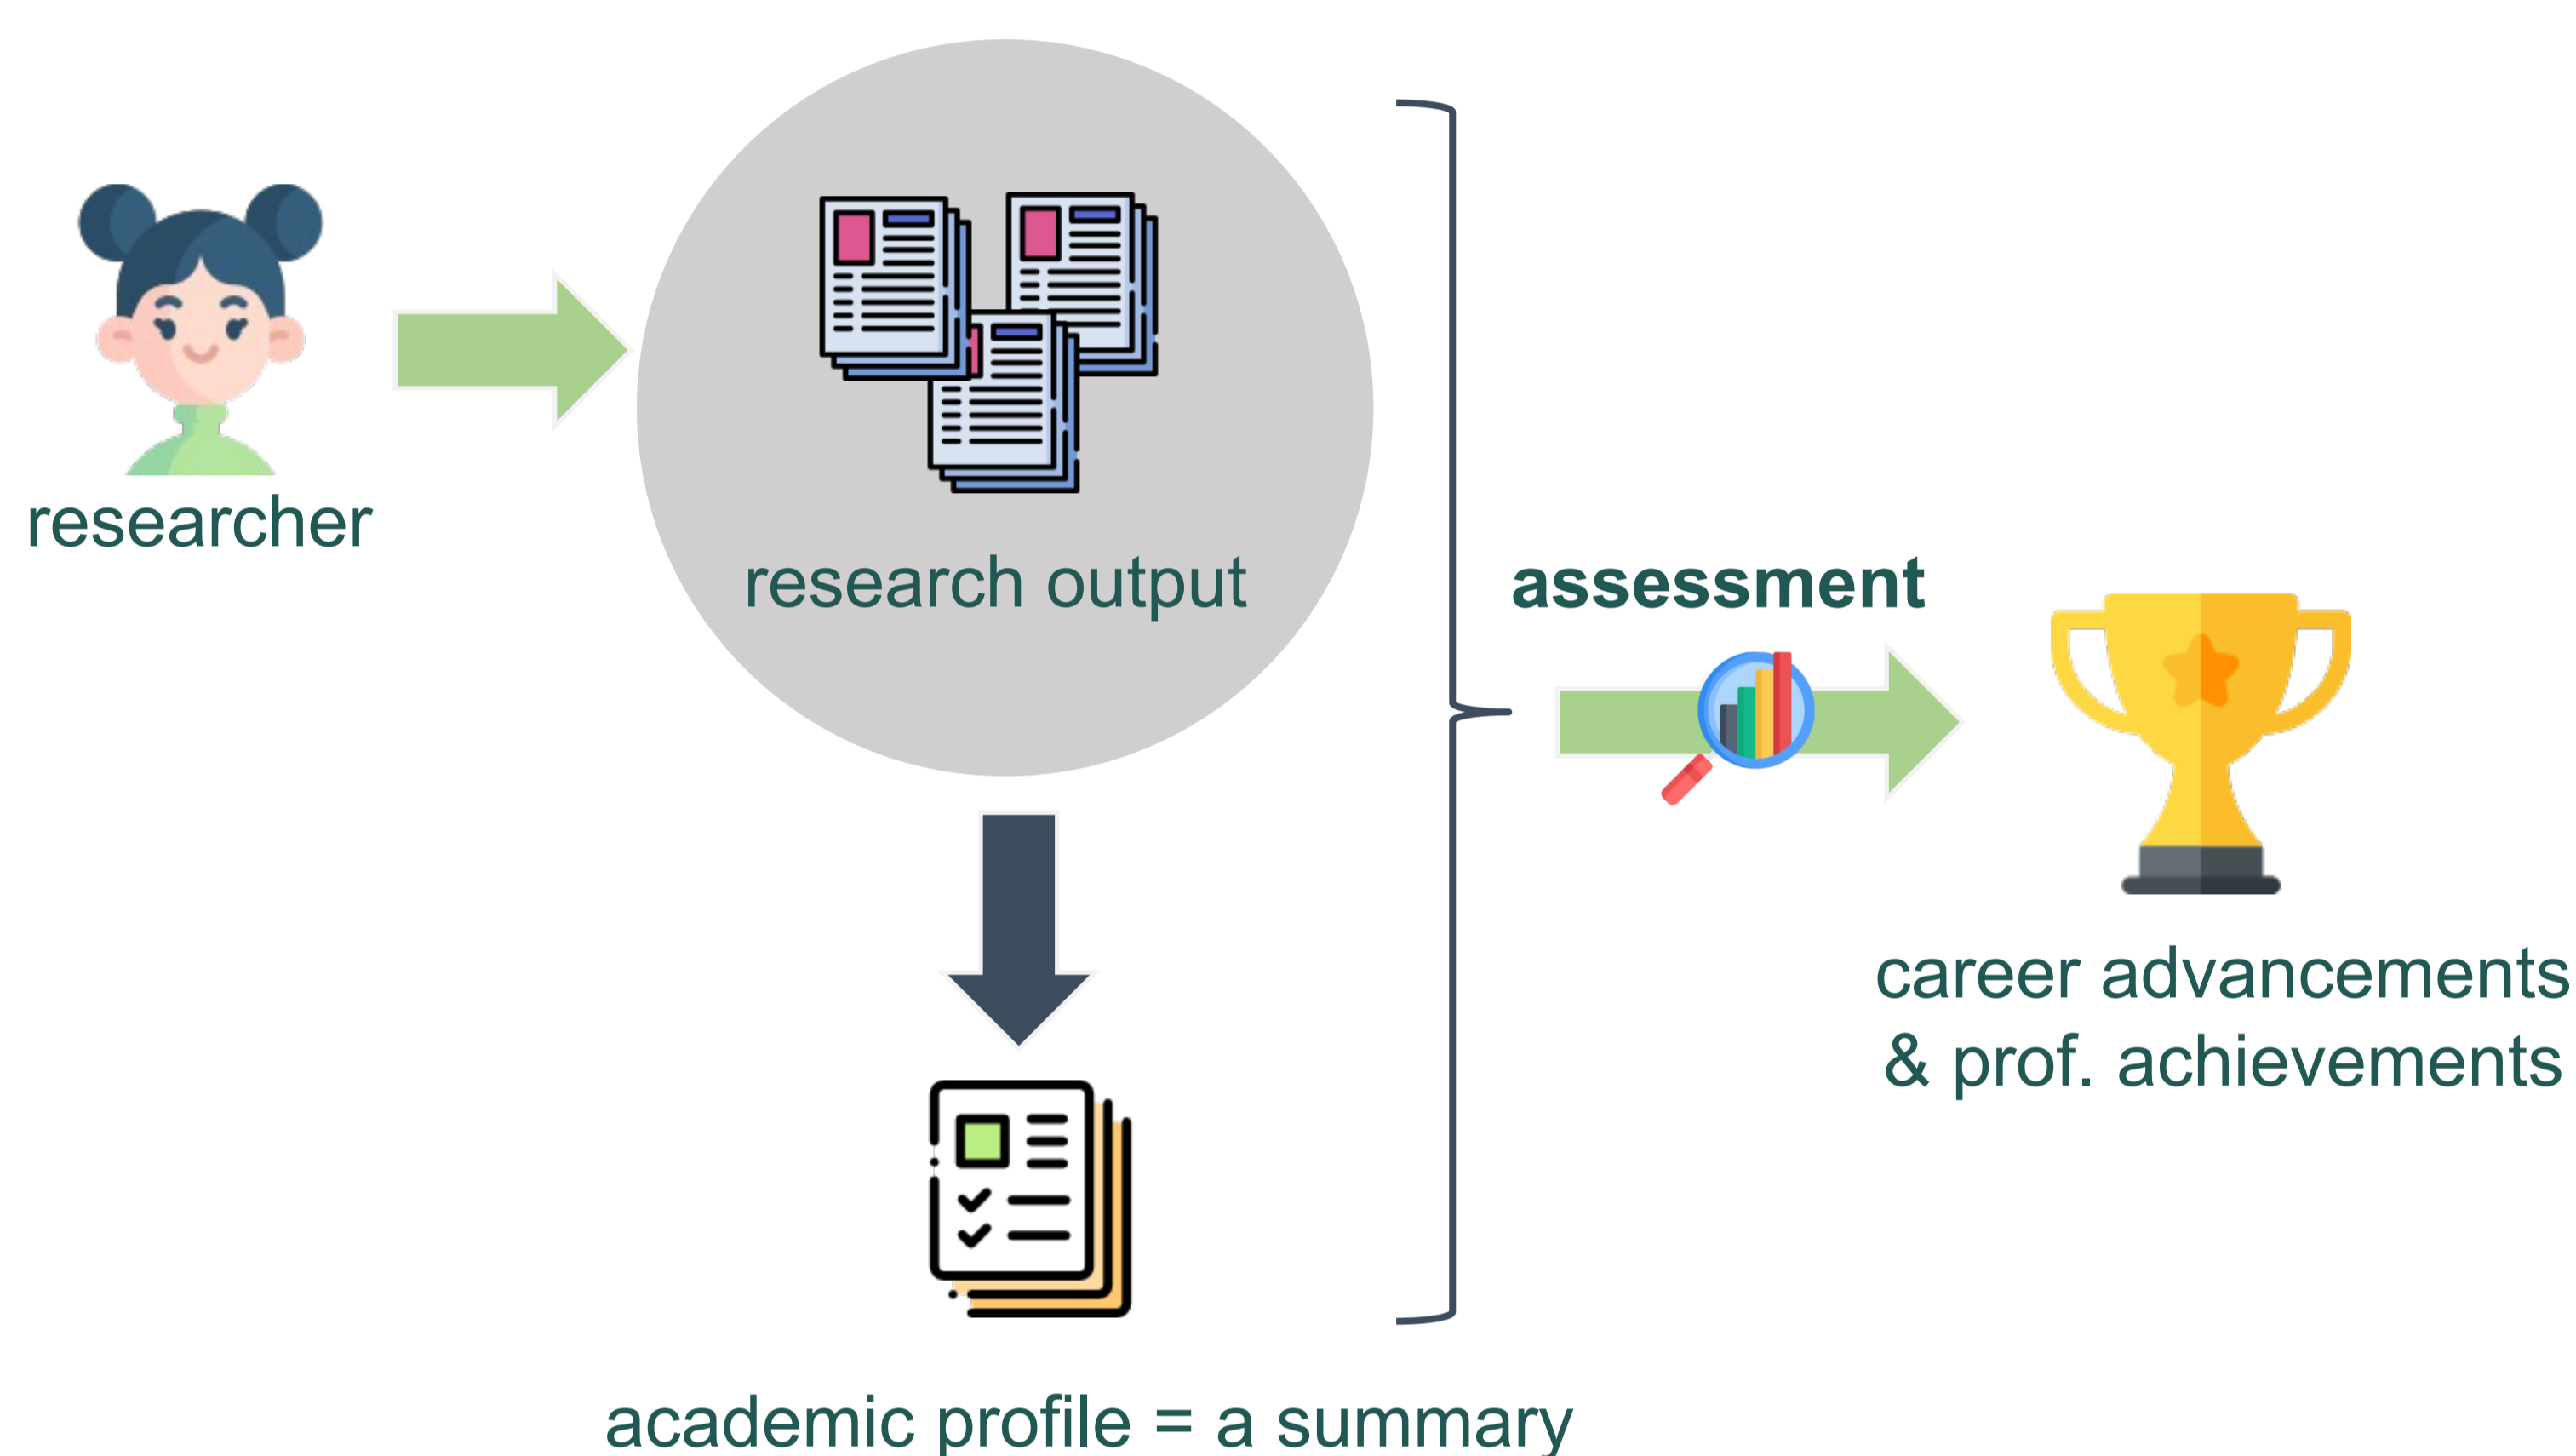 researcher
research output
assessment
career advancements
& prof. achievements
academic profile = a summary